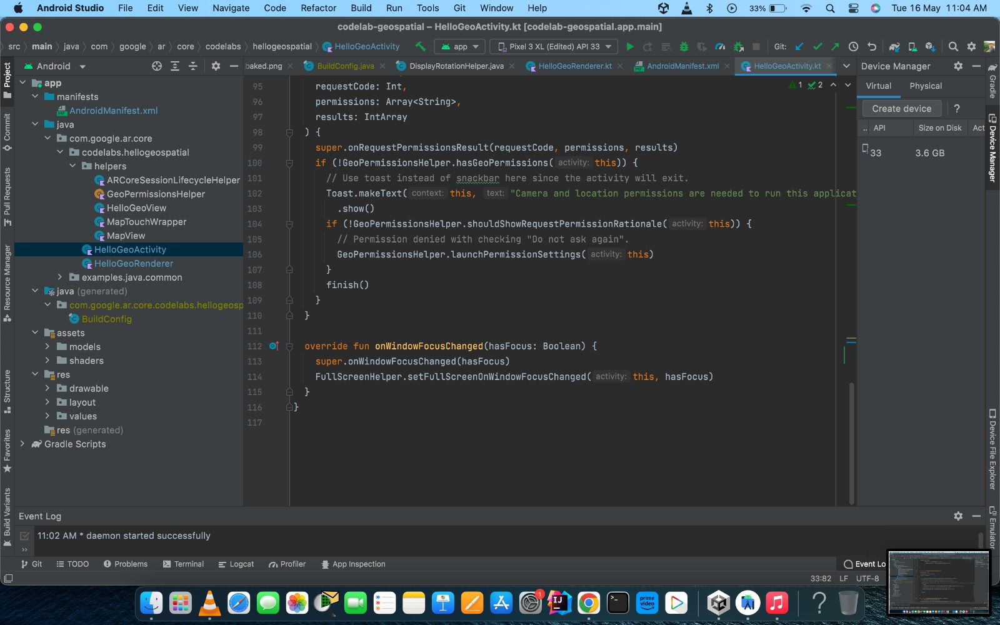 Android Studio File Edit View Navigate Code Refactor Build Run Tools Git Window Help 33% Tue 16 May 11:04 AM
codelab-geospatial – HelloGeoActivity.kt [codelab-geospatial.app.main]
src main java com google ar core codelabs hellogeospatial HelloGeoActivity app Pixel 3 XL (Edited) API 33 Git:
Android
baked.png BuildConfig.java DisplayRotationHelper.java HelloGeoRenderer.kt AndroidManifest.xml HelloGeoActivity.kt
Device Manager
Virtual Physical
Create device ?
.. API Size on Disk Act
33 3.6 GB
Project
Commit
Pull Requests
Resource Manager
Structure
Favorites
Build Variants
app
manifests
AndroidManifest.xml
java
com.google.ar.core
codelabs.hellogeospatial
helpers
ARCoreSessionLifecycleHelper
GeoPermissionsHelper
HelloGeoView
MapTouchWrapper
MapView
HelloGeoActivity
HelloGeoRenderer
examples.java.common
java (generated)
com.google.ar.core.codelabs.hellogeosp
BuildConfig
assets
models
shaders
res
drawable
layout
values
res (generated)
Gradle Scripts
1 2
95 requestCode: Int,
96 permissions: Array<String>,
97 results: IntArray
98 ) {
99 super.onRequestPermissionsResult(requestCode, permissions, results)
100 if (!GeoPermissionsHelper.hasGeoPermissions( activity: this)) {
101 // Use toast instead of snackbar here since the activity will exit.
102 Toast.makeText( context: this, text: "Camera and location permissions are needed to run this applicat
103 .show()
104 if (!GeoPermissionsHelper.shouldShowRequestPermissionRationale( activity: this)) {
105 // Permission denied with checking "Do not ask again".
106 GeoPermissionsHelper.launchPermissionSettings( activity: this)
107 }
108 finish()
109 }
110 }
111
112 override fun onWindowFocusChanged(hasFocus: Boolean) {
113 super.onWindowFocusChanged(hasFocus)
114 FullScreenHelper.setFullScreenOnWindowFocusChanged( activity: this, hasFocus)
115 }
116 }
117
Gradle
Device Manager
Device File Explorer
Emulator
Event Log
11:02 AM * daemon started successfully
Git TODO Problems Terminal Logcat Profiler App Inspection Event Lo
33:82 LF UTF-8
1
IJ
prime video